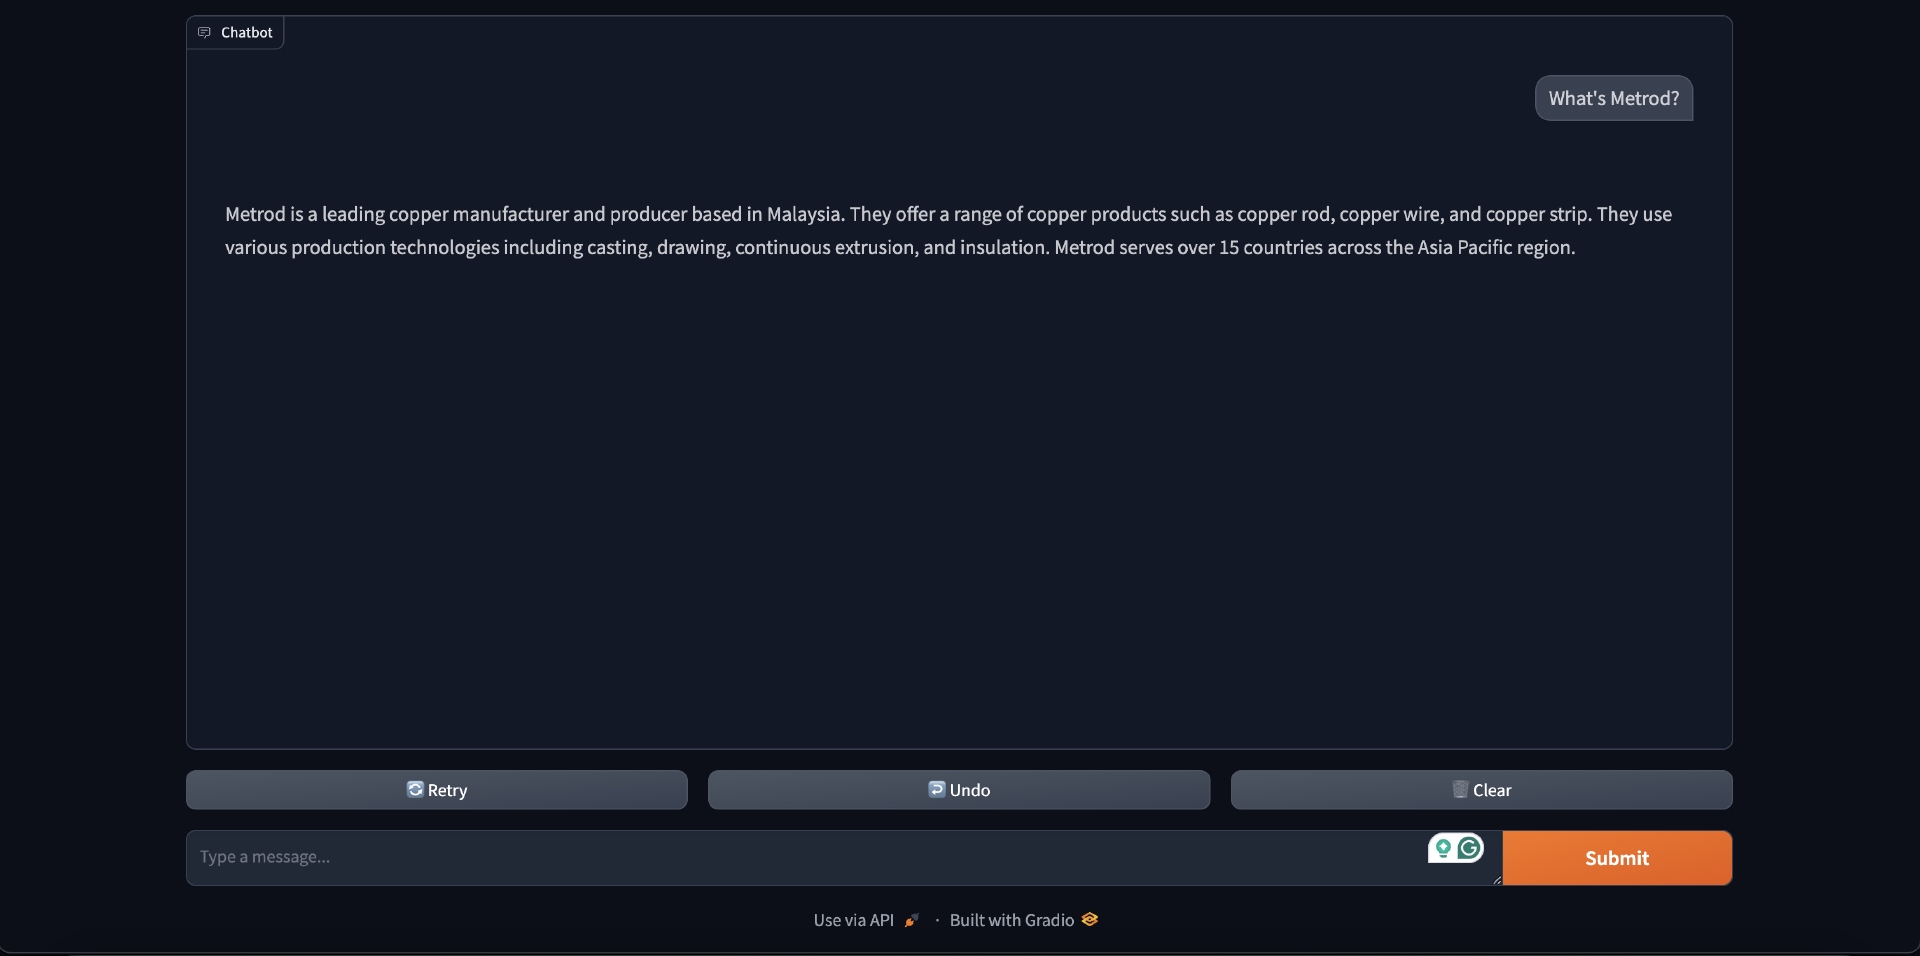 Chatbot
What's Metrod?
Metrod is a leading copper manufacturer and producer based in Malaysia. They offer a range of copper products such as copper rod, copper wire, and copper strip. They use
various production technologies including casting, drawing, continuous extrusion, and insulation. Metrod serves over 15 countries across the Asia Pacific region.
Retry
Undo
Clear
Type a message...
Submit
Use via API · Built with Gradio